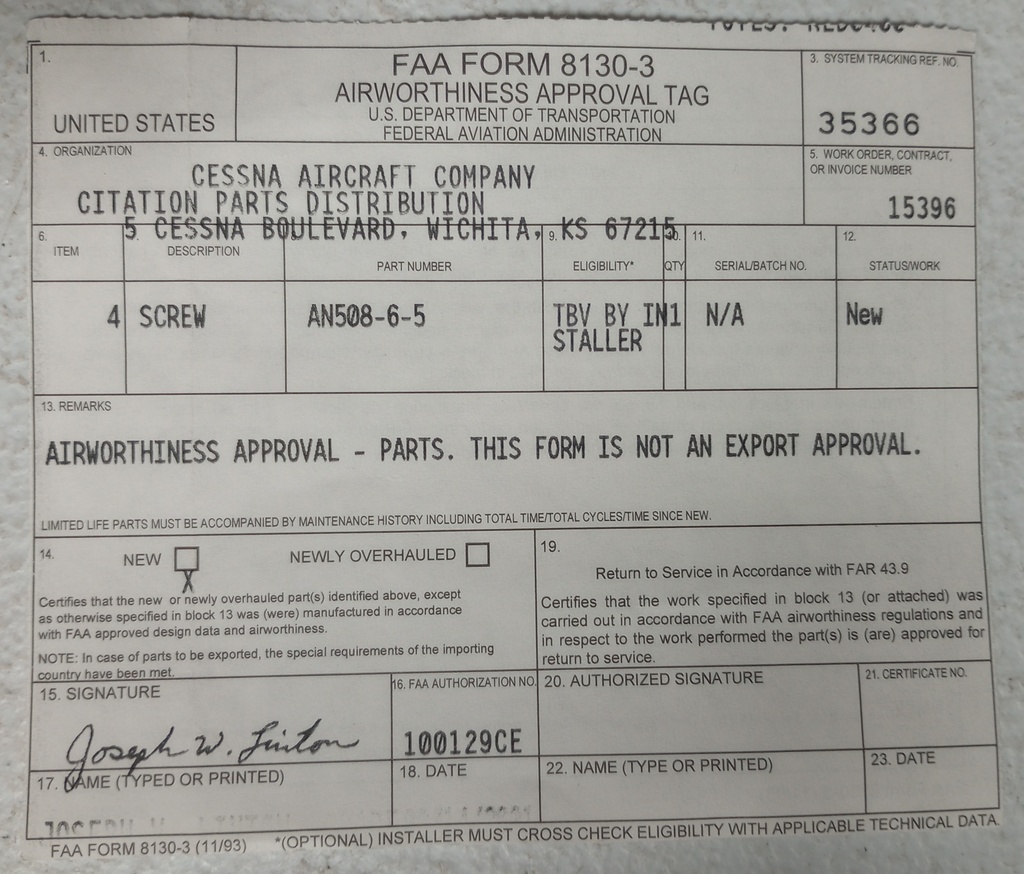 1.
UNITED STATES
FAA FORM 8130-3
AIRWORTHINESS APPROVAL TAG
U.S. DEPARTMENT OF TRANSPORTATION
FEDERAL AVIATION ADMINISTRATION
3. SYSTEM TRACKING REF. NO.
35366
4. ORGANIZATION
CESSNA AIRCRAFT COMPANY
CITATION PARTS DISTRIBUTION
5 CESSNA BOULEVARD, WICHITA, KS 67215
5. WORK ORDER, CONTRACT,
OR INVOICE NUMBER
15396
6.
ITEM
DESCRIPTION
PART NUMBER
9.
ELIGIBILITY*
QTY
11.
SERIAL/BATCH NO.
12.
STATUS/WORK
4 SCREW AN508-6-5 TBV BY IN1 N/A New
STALLER
13. REMARKS
AIRWORTHINESS APPROVAL - PARTS. THIS FORM IS NOT AN EXPORT APPROVAL.
LIMITED LIFE PARTS MUST BE ACCOMPANIED BY MAINTENANCE HISTORY INCLUDING TOTAL TIME/TOTAL CYCLES/TIME SINCE NEW.
14.
NEW NEWLY OVERHAULED
X
Certifies that the new or newly overhauled part(s) identified above, except
as otherwise specified in block 13 was (were) manufactured in accordance
with FAA approved design data and airworthiness.
NOTE: In case of parts to be exported, the special requirements of the importing
country have been met.
19.
Return to Service in Accordance with FAR 43.9
Certifies that the work specified in block 13 (or attached) was
carried out in accordance with FAA airworthiness regulations and
in respect to the work performed the part(s) is (are) approved for
return to service.
15. SIGNATURE
Joseph W. Linton
16. FAA AUTHORIZATION NO.
100129CE
20. AUTHORIZED SIGNATURE
21. CERTIFICATE NO.
17. NAME (TYPED OR PRINTED)
18. DATE
22. NAME (TYPE OR PRINTED)
23. DATE
FAA FORM 8130-3 (11/93) *(OPTIONAL) INSTALLER MUST CROSS CHECK ELIGIBILITY WITH APPLICABLE TECHNICAL DATA.